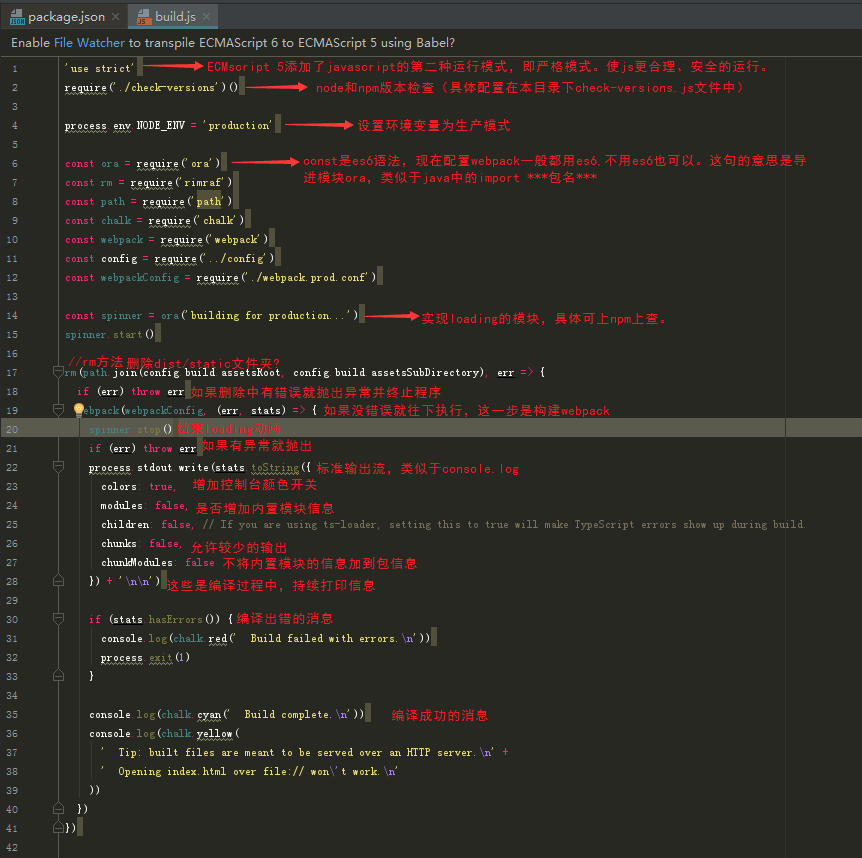 package.json
build.js
Enable File Watcher to transpile ECMAScript 6 to ECMAScript 5 using Babel?
1 'use strict' ECMscript 5添加了javasript的第二种运行模式，即严格模式。使js更合理、安全的运行。
2 require('./check-versions')() node和npm版本检查（具体配置在本目录下check-versions.js文件中）
3
4 process.env.NODE_ENV = 'production' 设置环境变量为生产模式
5
6 const ora = require('ora') const是es6语法，现在配置webpack一般都用es6.不用es6也可以。这句的意思是导
7 const rm = require('rimraf') 进模块ora，类似于java中的import ***包名***
8 const path = require('path')
9 const chalk = require('chalk')
10 const webpack = require('webpack')
11 const config = require('../config')
12 const webpackConfig = require('./webpack.prod.conf')
13
14 const spinner = ora('building for production...') 实现loading的模块，具体可上npm上查。
15 spinner.start()
16
//rm方法 删除dist/static文件夹?
17 rm(path.join(config.build.assetsRoot, config.build.assetsSubDirectory), err => {
18 if (err) throw err 如果删除中有错误就抛出异常并终止程序
19 ebpack(webpackConfig, (err, stats) => { 如果没错误就往下执行，这一步是构建webpack
20 spinner.stop() 结束loading动画
21 if (err) throw err 如果有异常就抛出
22 process.stdout.write(stats.toString({ 标准输出流，类似于console.log
23 colors: true, 增加控制台颜色开关
24 modules: false, 是否增加内置模块信息
25 children: false, // If you are using ts-loader, setting this to true will make TypeScript errors show up during build.
26 chunks: false, 允许较少的输出
27 chunkModules: false 不将内置模块的信息加到包信息
28 }) + '\n\n') 这些是编译过程中，持续打印信息
29
30 if (stats.hasErrors()) { 编译出错的消息
31 console.log(chalk.red('  Build failed with errors.\n'))
32 process.exit(1)
33 }
34
35 console.log(chalk.cyan('  Build complete.\n')) 编译成功的消息
36 console.log(chalk.yellow(
37 '  Tip: built files are meant to be served over an HTTP server.\n' +
38 '  Opening index.html over file:// won\'t work.\n'
39 ))
40 })
41 })
42